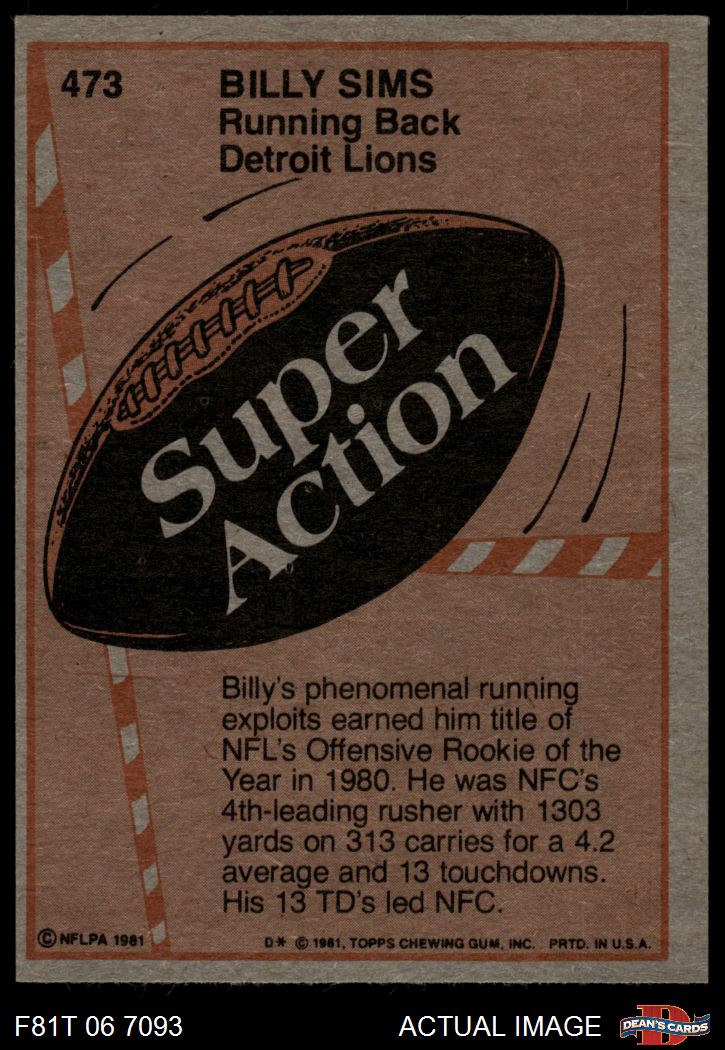 473
BILLY SIMS
Running Back
Detroit Lions
Super
Action
Billy's phenomenal running
exploits earned him title of
NFL's Offensive Rookie of the
Year in 1980. He was NFC's
4th-leading rusher with 1303
yards on 313 carries for a 4.2
average and 13 touchdowns.
His 13 TD's led NFC.
© NFLPA 1981
D* © 1981, TOPPS CHEWING GUM, INC. PRTD. IN U.S.A.
F81T 06 7093
ACTUAL IMAGE
D
DEAN'S CARDS